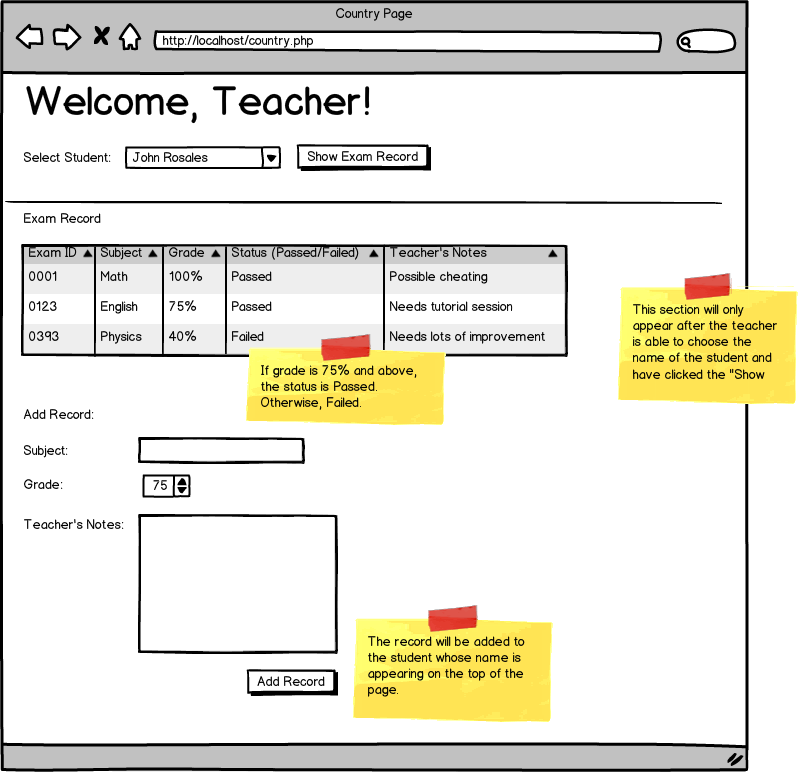 Country Page
http://localhost/country.php
Welcome, Teacher!
Select Student: John Rosales Show Exam Record
Exam Record
Exam ID Subject Grade Status (Passed/Failed) Teacher's Notes
0001 Math 100% Passed Possible cheating
0123 English 75% Passed Needs tutorial session
0393 Physics 40% Failed Needs lots of improvement
This section will only
appear after the teacher
is able to choose the
name of the student and
have clicked the "Show
If grade is 75% and above,
the status is Passed.
Otherwise, Failed.
Add Record:
Subject:
Grade: 75
Teacher's Notes:
The record will be added to
the student whose name is
appearing on the top of the
page.
Add Record